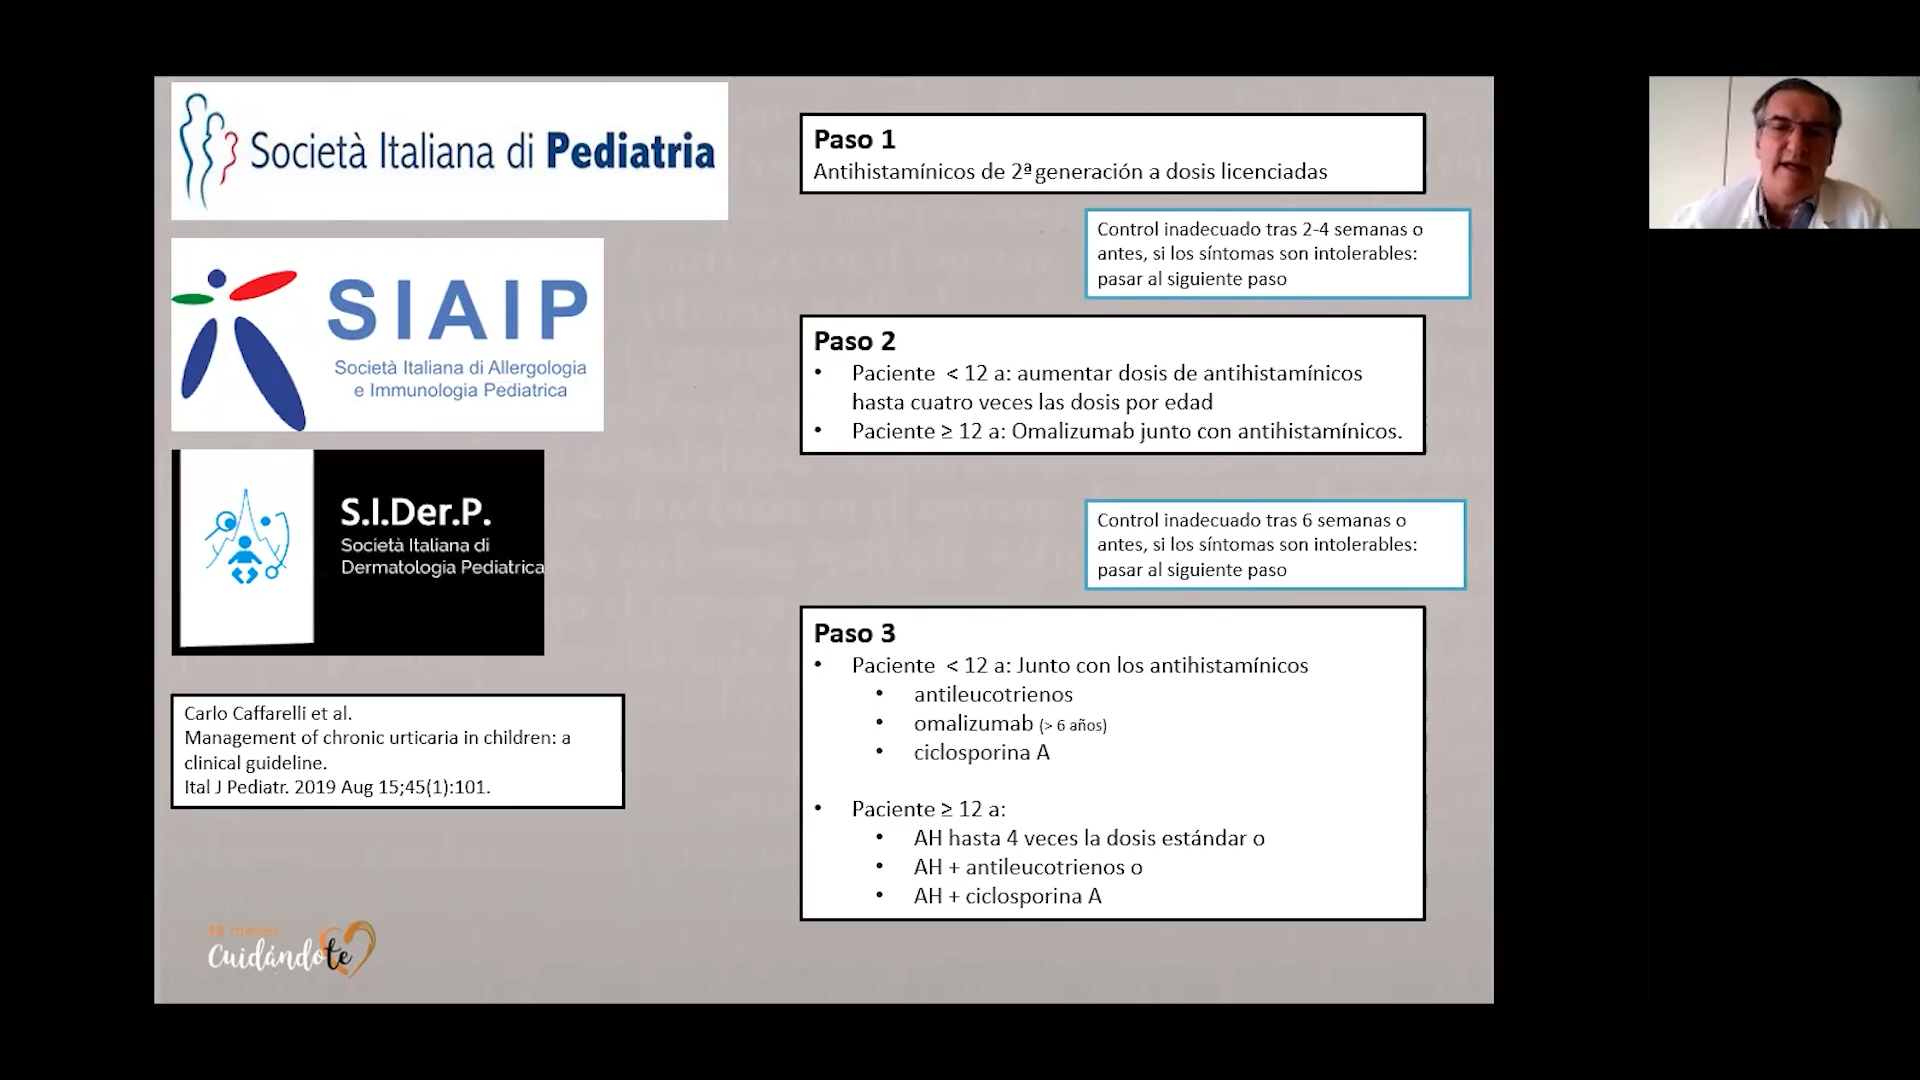 Società Italiana di Pediatria
SIAIP
Società Italiana di Allergologia
e Immunologia Pediatrica
S.I.Der.P.
Società Italiana di
Dermatologia Pediatrica
Carlo Caffarelli et al.
Management of chronic urticaria in children: a
clinical guideline.
Ital J Pediatr. 2019 Aug 15;45(1):101.
12 meses
Cuidándote
Paso 1
Antihistamínicos de 2ª generación a dosis licenciadas
Control inadecuado tras 2-4 semanas o
antes, si los síntomas son intolerables:
pasar al siguiente paso
Paso 2
• Paciente < 12 a: aumentar dosis de antihistamínicos
hasta cuatro veces las dosis por edad
• Paciente ≥ 12 a: Omalizumab junto con antihistamínicos.
Control inadecuado tras 6 semanas o
antes, si los síntomas son intolerables:
pasar al siguiente paso
Paso 3
• Paciente < 12 a: Junto con los antihistamínicos
• antileucotrienos
• omalizumab (> 6 años)
• ciclosporina A
• Paciente ≥ 12 a:
• AH hasta 4 veces la dosis estándar o
• AH + antileucotrienos o
• AH + ciclosporina A